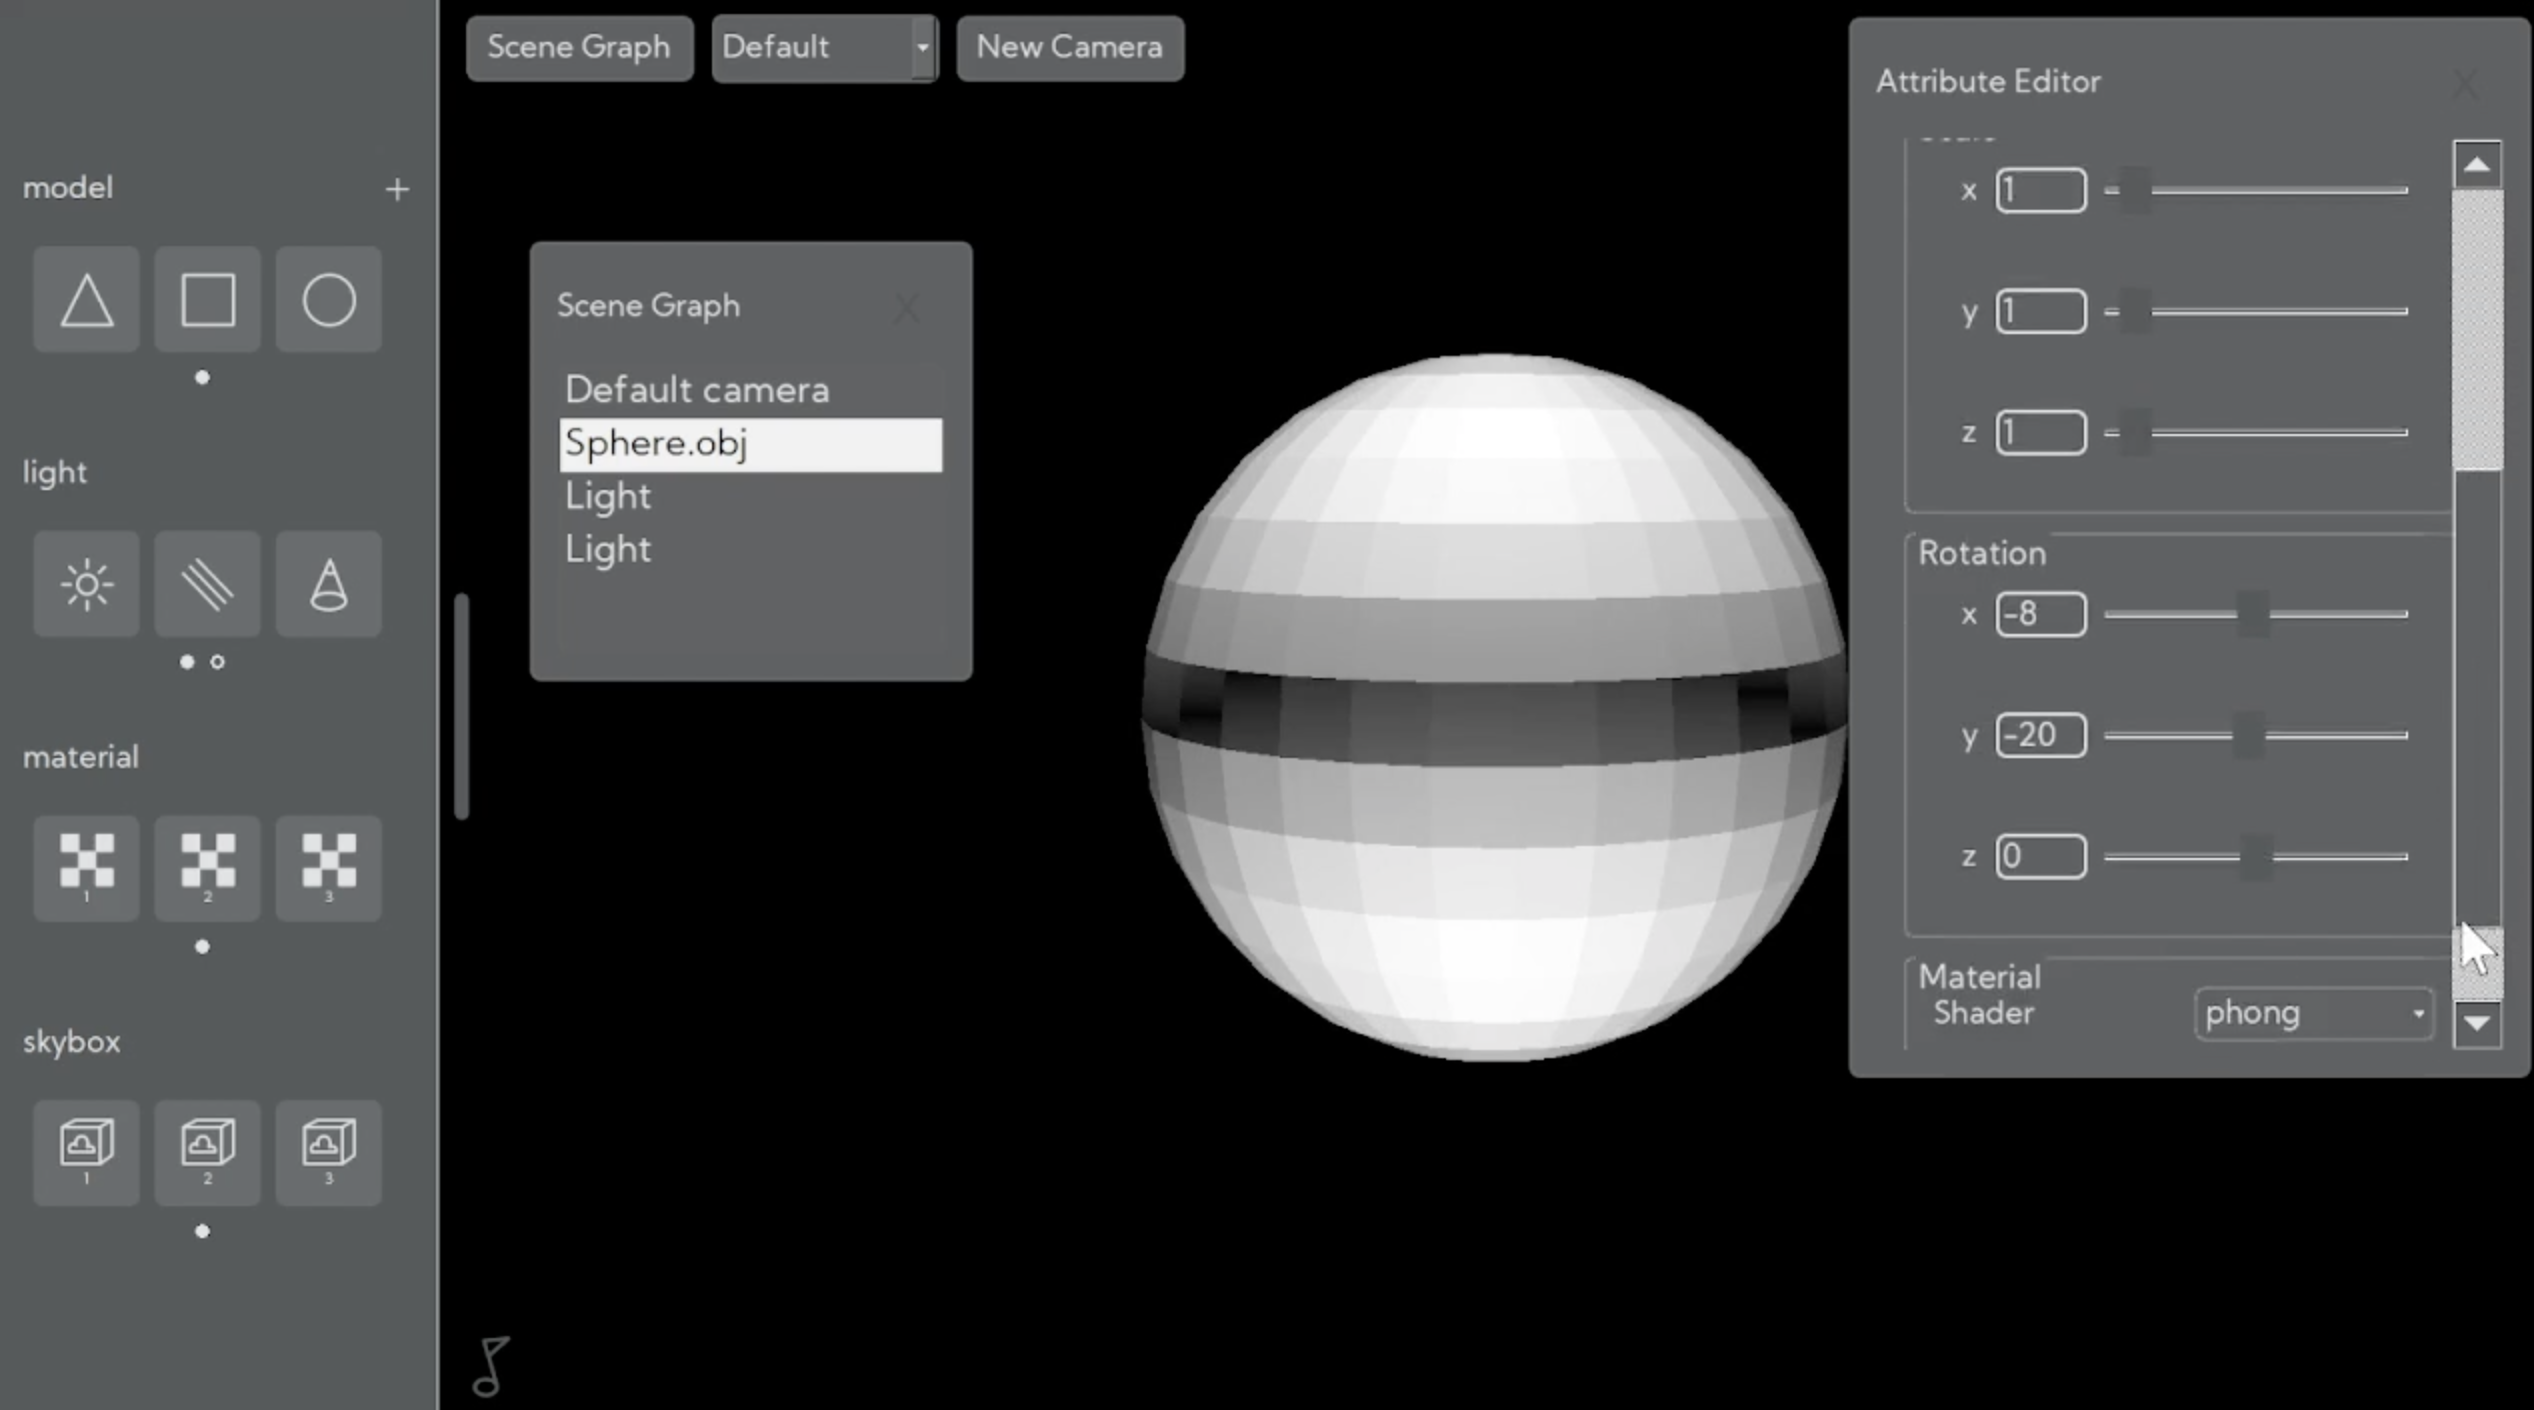 Scene Graph
Default
New Camera
model
+
light
material
1
2
3
skybox
1
2
3
Scene Graph
X
Default camera
Sphere.obj
Light
Light
Attribute Editor
X
x 1
y 1
z 1
Rotation
x -8
y -20
z 0
Material
Shader phong